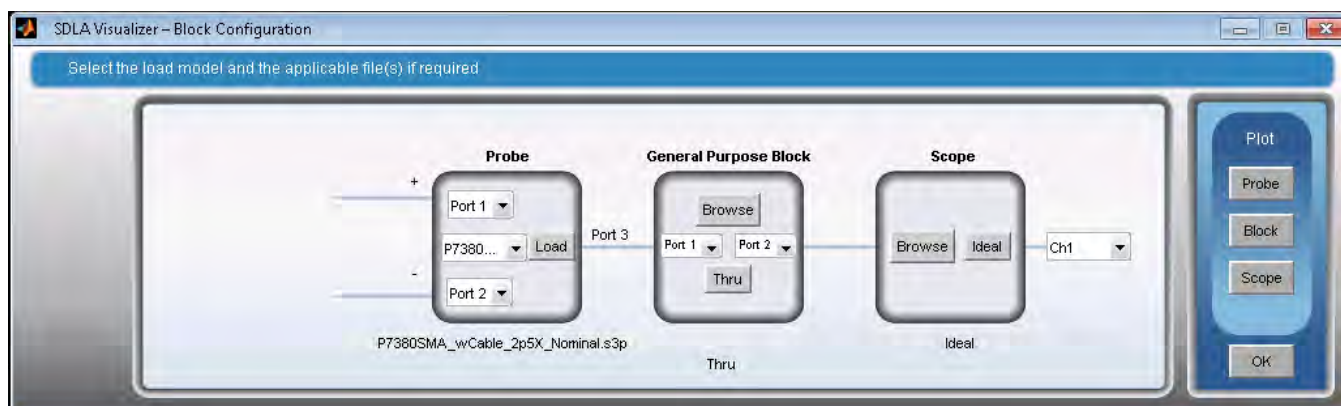 SDLA Visualizer – Block Configuration
Select the load model and the applicable file(s) if required
Probe
+
Port 1
P7380...
Load
-
Port 2
P7380SMA_wCable_2p5X_Nominal.s3p
Port 3
General Purpose Block
Browse
Port 1
Port 2
Thru
Thru
Scope
Browse
Ideal
Ideal
Ch1
Plot
Probe
Block
Scope
OK